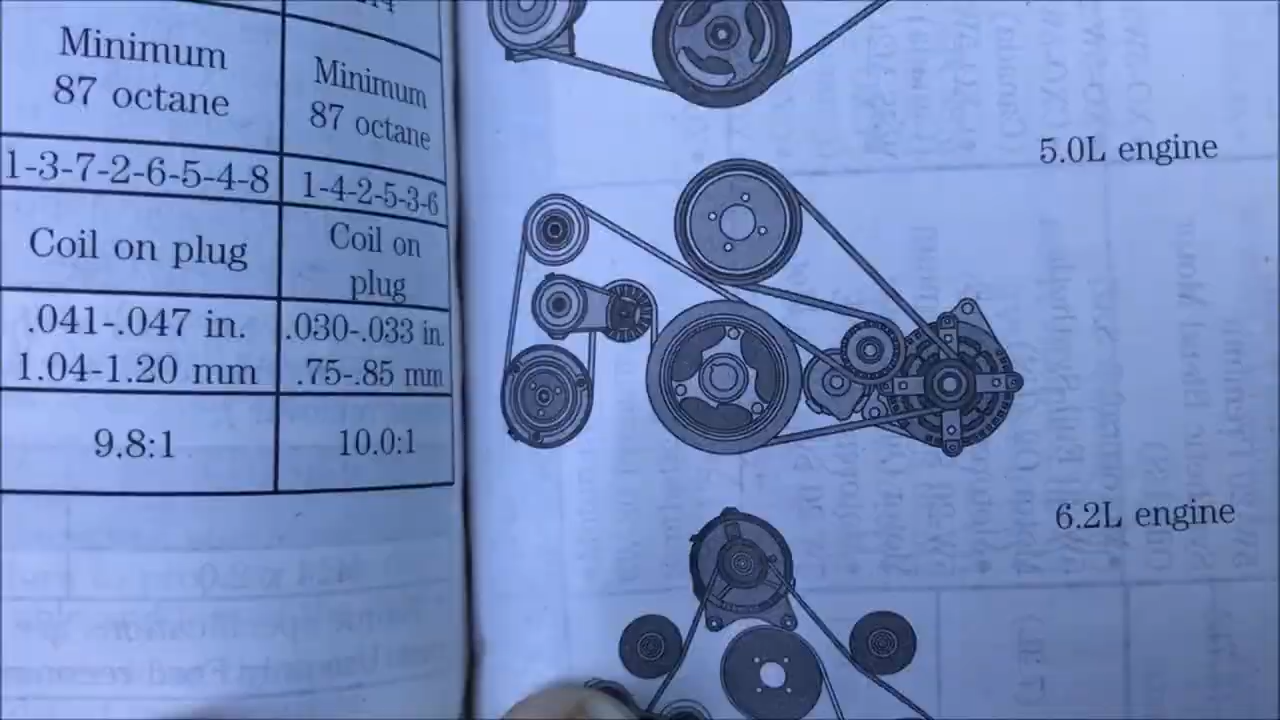 Minimum
87 octane
Minimum
87 octane
1-3-7-2-6-5-4-8
1-4-2-5-3-6
Coil on plug
Coil on
plug
.041-.047 in.
1.04-1.20 mm
.030-.033 in.
.75-.85 mm
9.8:1
10.0:1
5.0L engine
6.2L engine